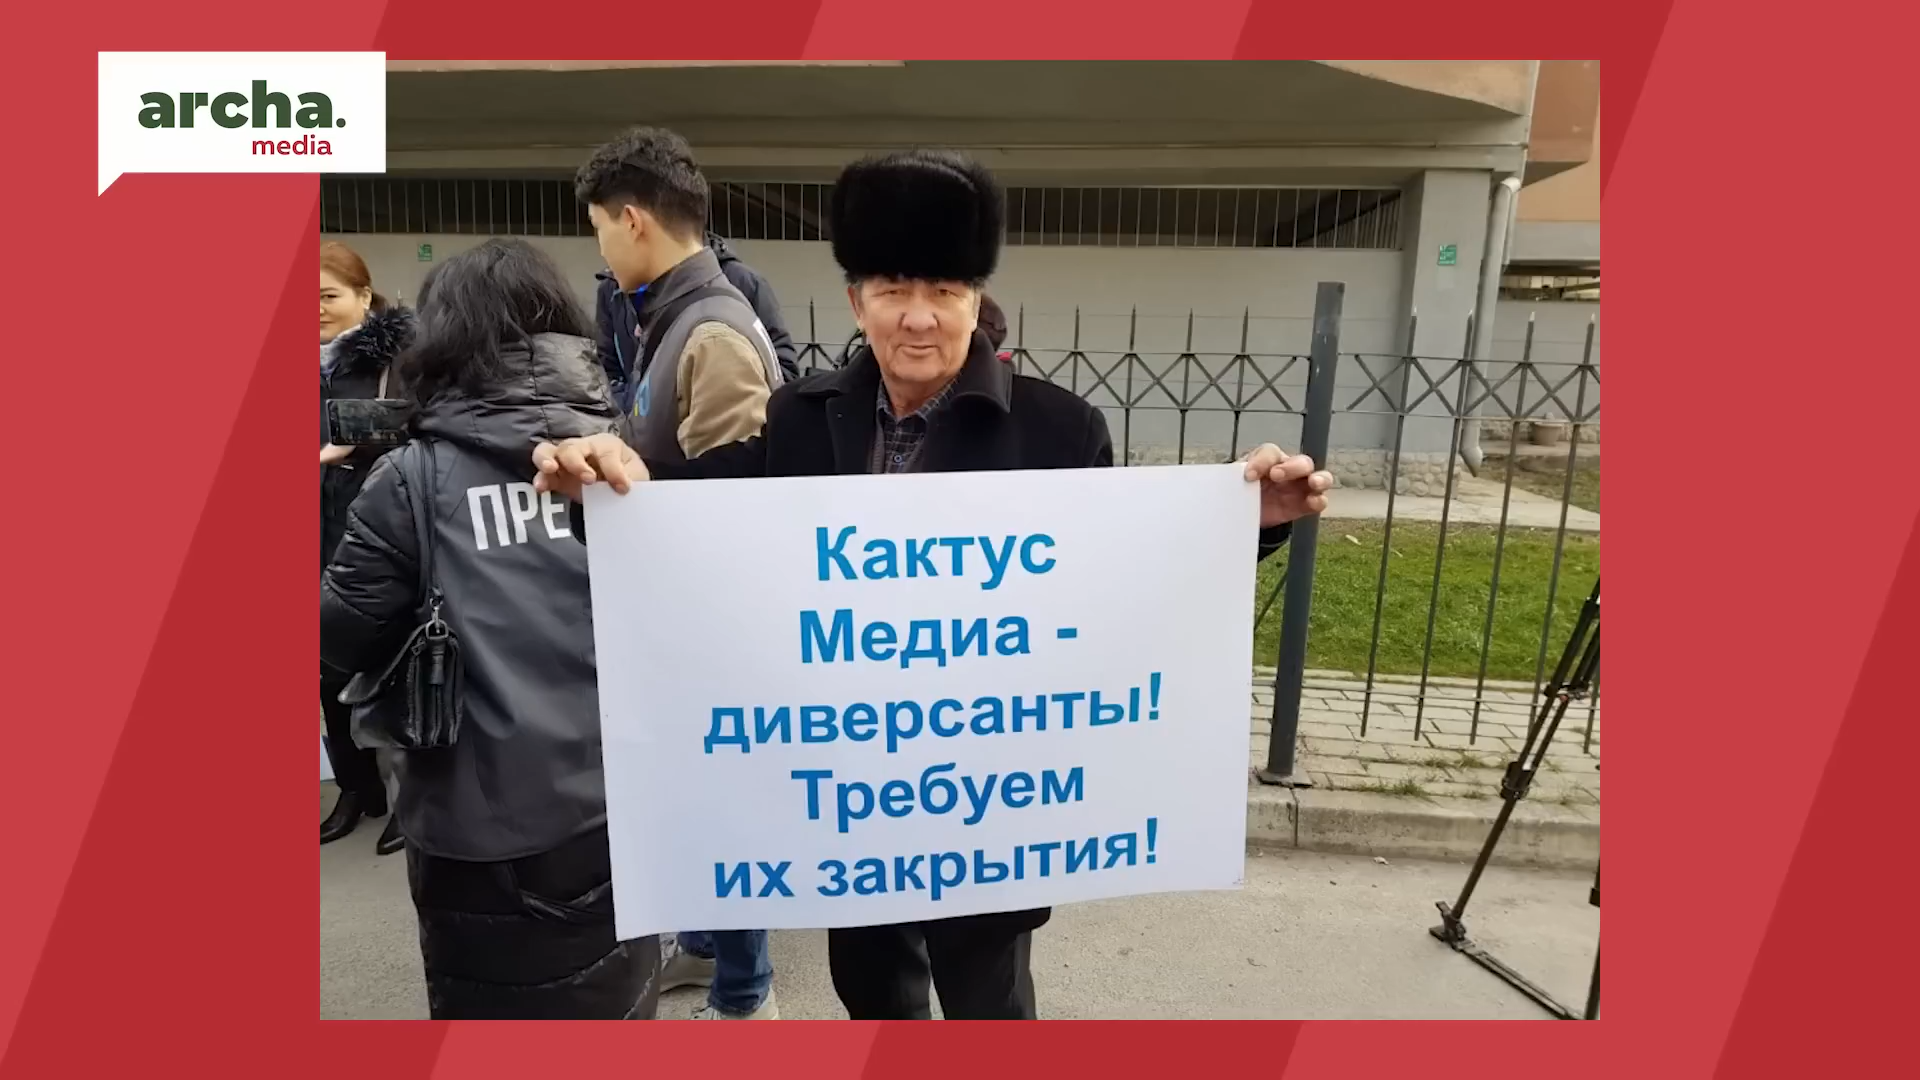 archa.
media
ПРЕ
Кактус
Медиа -
диверсанты!
Требуем
их закрытия!